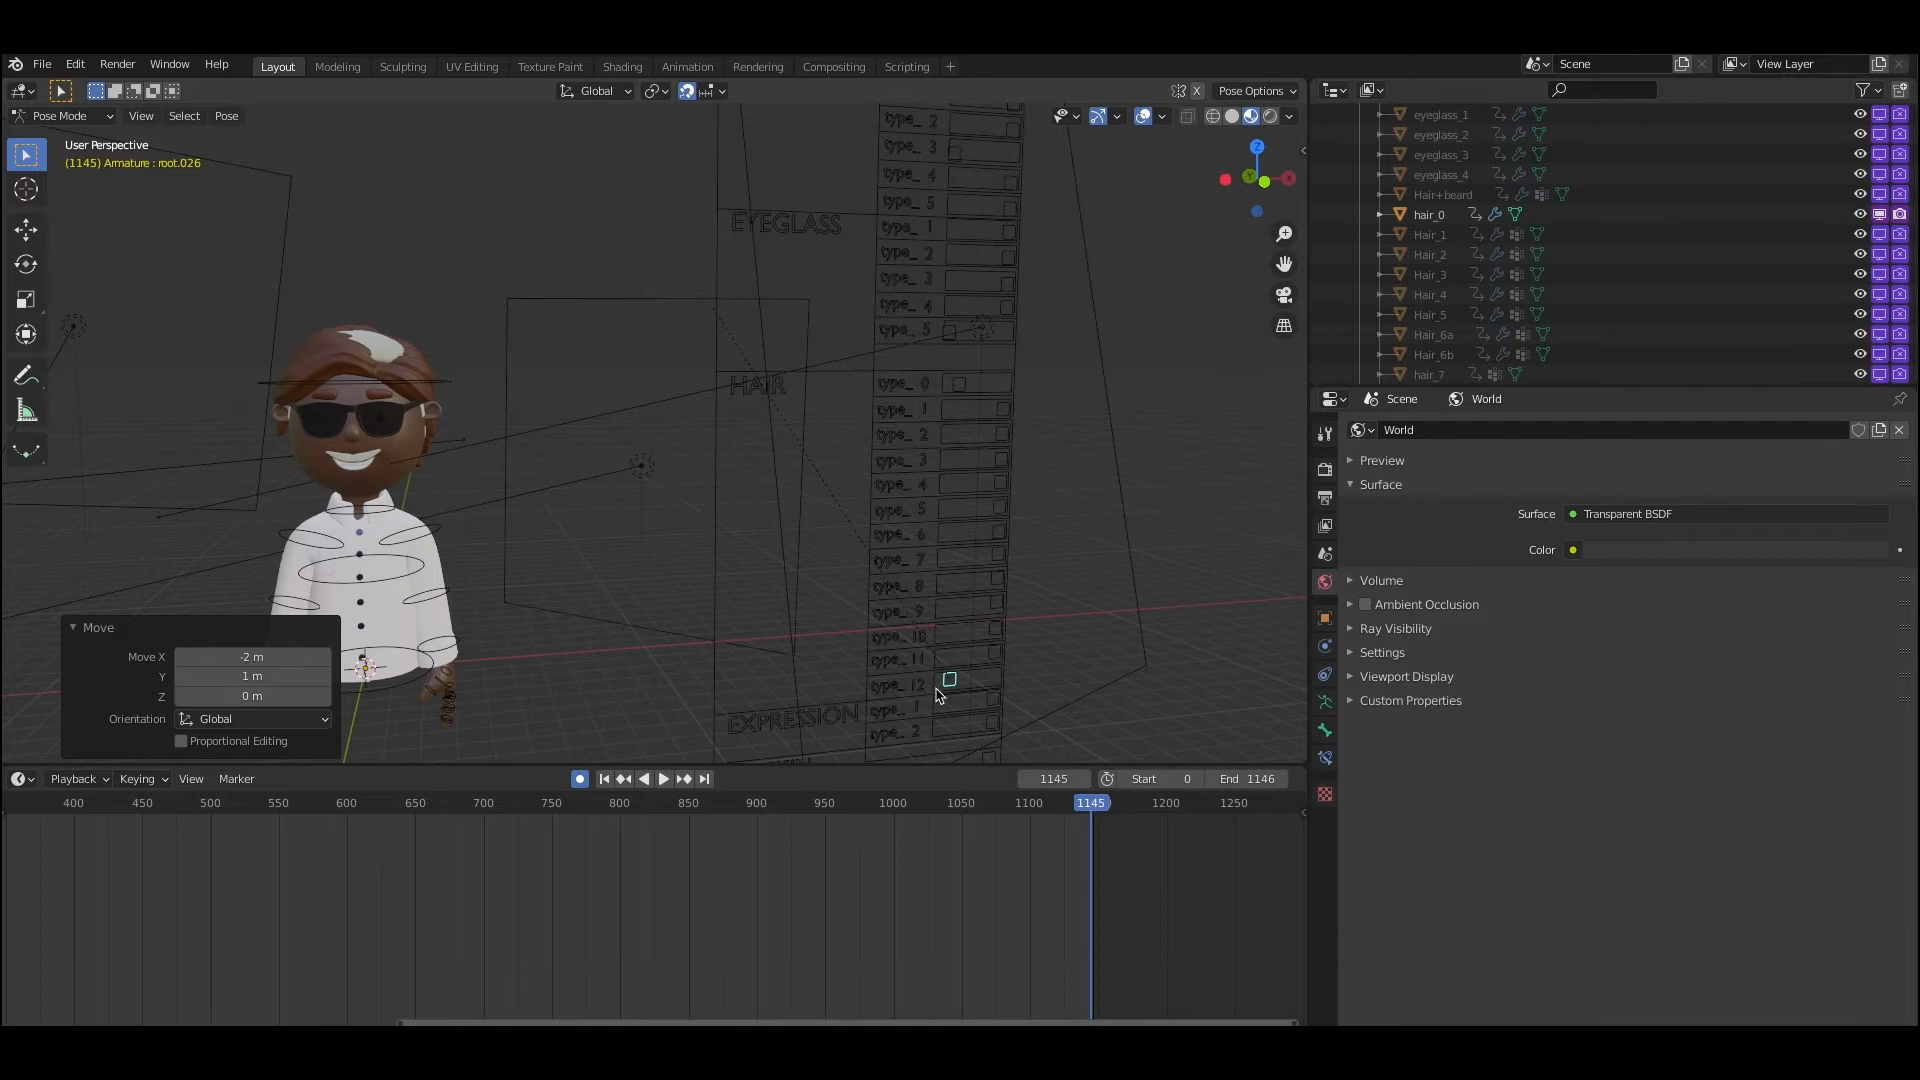 File Edit Render Window Help
Layout Modeling Sculpting UV Editing Texture Paint Shading Animation Rendering Compositing Scripting +
Scene
View Layer
Global
X
Pose Options
Pose Mode View Select Pose
User Perspective
(1145) Armature : root.026
type_ 2
type_ 3
type_ 4
type_ 5
EYEGLASS
type_ 1
type_ 2
type_ 3
type_ 4
type_ 5
HAIR
type_ 0
type_ 1
type_ 2
type_ 3
type_ 4
type_ 5
type_ 6
type_ 7
type_ 8
type_ 9
type_ 10
type_ 11
type_ 12
EXPRESSION
type_ 1
type_ 2
Z
Y
X
Move
Move X -2 m
Y 1 m
Z 0 m
Orientation Global
Proportional Editing
Playback Keying View Marker
1145
Start 0
End 1146
400 450 500 550 600 650 700 750 800 850 900 950 1000 1050 1100 1145 1200 1250
eyeglass_1
eyeglass_2
eyeglass_3
eyeglass_4
Hair+beard
hair_0
Hair_1
Hair_2
Hair_3
Hair_4
Hair_5
Hair_6a
Hair_6b
hair_7
Scene World
World
Preview
Surface
Surface Transparent BSDF
Color
Volume
Ambient Occlusion
Ray Visibility
Settings
Viewport Display
Custom Properties